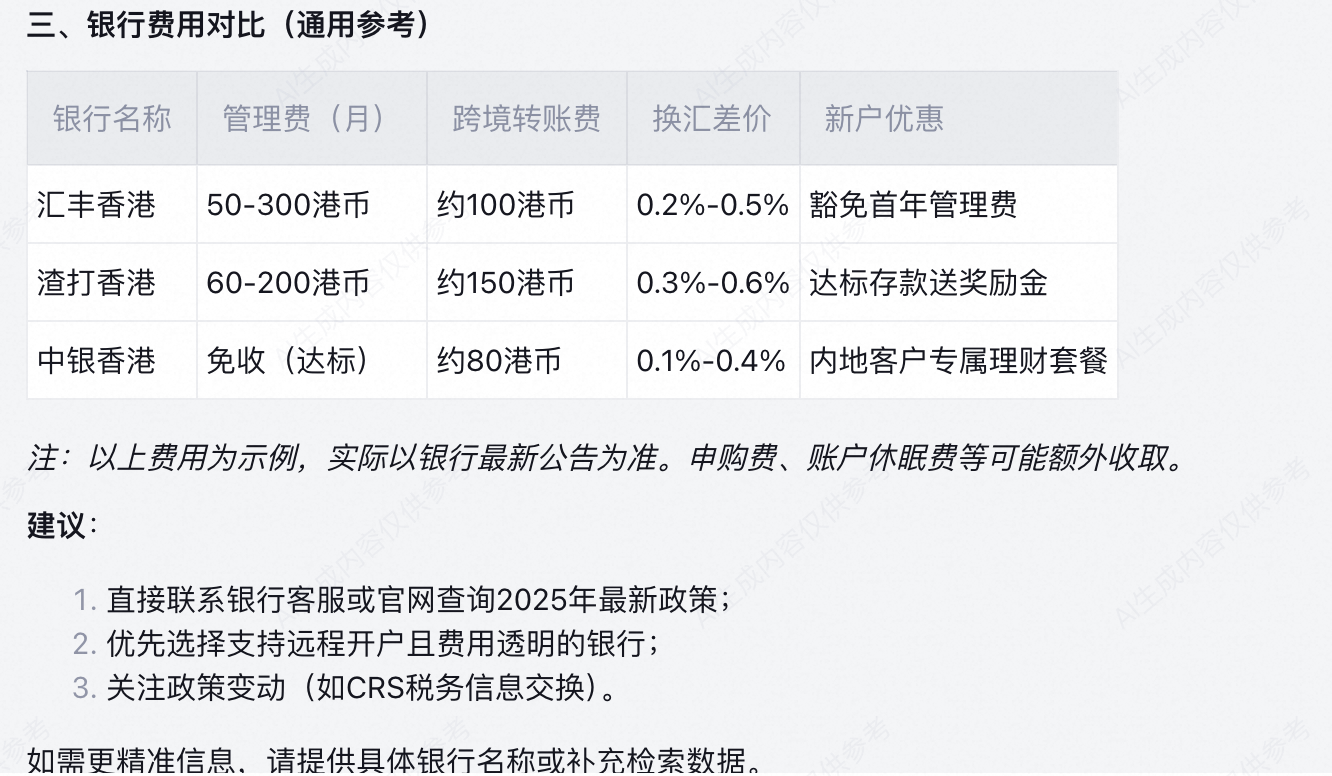 三、银行费用对比（通用参考）
银行名称 管理费（月） 跨境转账费 换汇差价 新户优惠
汇丰香港 50-300港币 约100港币 0.2%-0.5% 豁免首年管理费
渣打香港 60-200港币 约150港币 0.3%-0.6% 达标存款送奖励金
中银香港 免收（达标） 约80港币 0.1%-0.4% 内地客户专属理财套餐
注：以上费用为示例，实际以银行最新公告为准。申购费、账户休眠费等可能额外收取。
建议：
1. 直接联系银行客服或官网查询2025年最新政策；
2. 优先选择支持远程开户且费用透明的银行；
3. 关注政策变动（如CRS税务信息交换）。
如需更精准信息，请提供具体银行名称或补充检索数据。
AI生成内容仅供参考